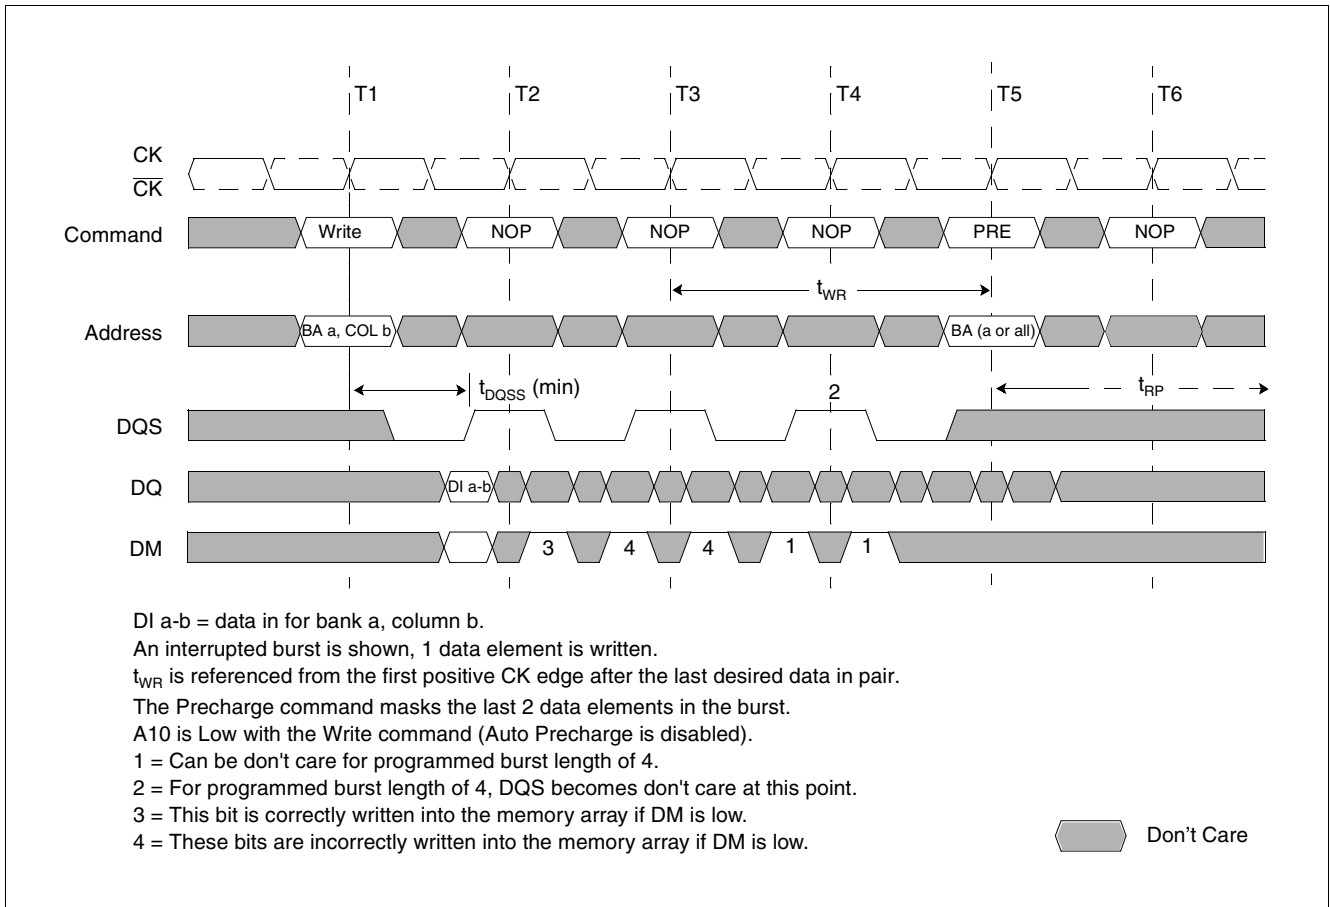 T1 T2 T3 T4 T5 T6
CK
CK
Command Write NOP NOP NOP PRE NOP
tWR
Address BA a, COL b BA (a or all)
tDQSS (min) 2 tRP
DQS
DQ DI a-b
DM 3 4 4 1 1
DI a-b = data in for bank a, column b.
An interrupted burst is shown, 1 data element is written.
tWR is referenced from the first positive CK edge after the last desired data in pair.
The Precharge command masks the last 2 data elements in the burst.
A10 is Low with the Write command (Auto Precharge is disabled).
1 = Can be don't care for programmed burst length of 4.
2 = For programmed burst length of 4, DQS becomes don't care at this point.
3 = This bit is correctly written into the memory array if DM is low.
4 = These bits are incorrectly written into the memory array if DM is low.
Don't Care